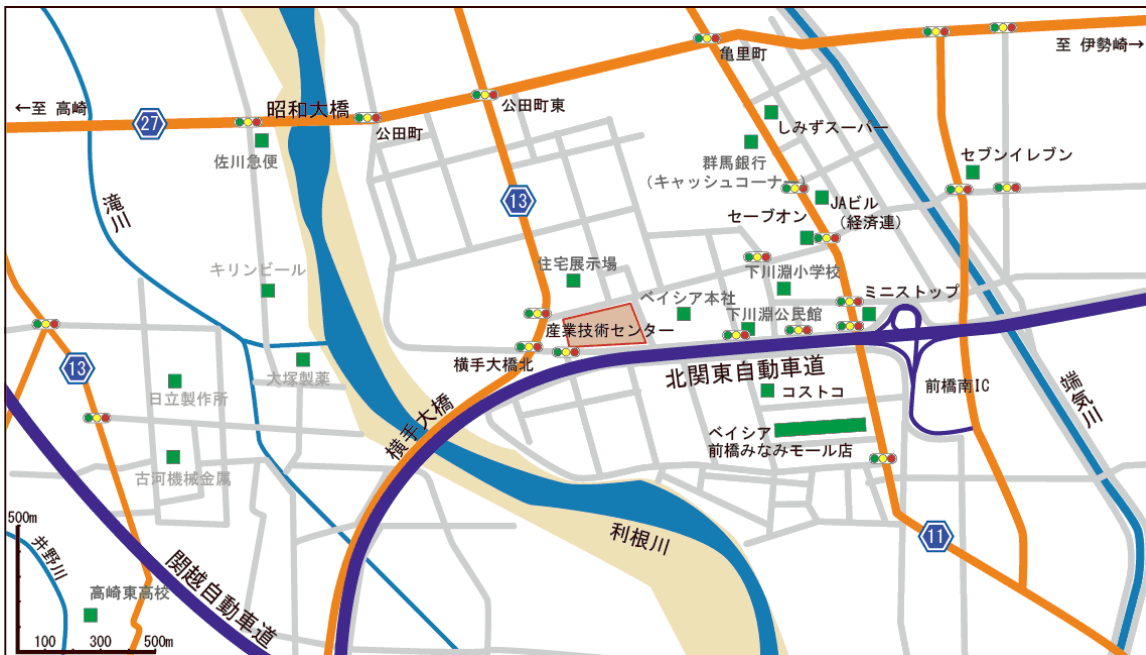 至 伊勢崎→
亀里町
←至 高崎
昭和大橋
公田町東
27
公田町
しみずスーパー
佐川急便
群馬銀行
(キャッシュコーナー)
セブンイレブン
滝川
13
JAビル
(経済連)
セーブオン
キリンビール
住宅展示場
下川淵小学校
ベイシア本社
ミニストップ
下川淵公民館
産業技術センター
横手大橋北
13
大塚製薬
北関東自動車道
前橋南IC
端気川
日立製作所
コストコ
横手大橋
ベイシア
前橋みなみモール店
古河機械金属
500m
井野川
利根川
11
関越自動車道
高崎東高校
100 300 500m